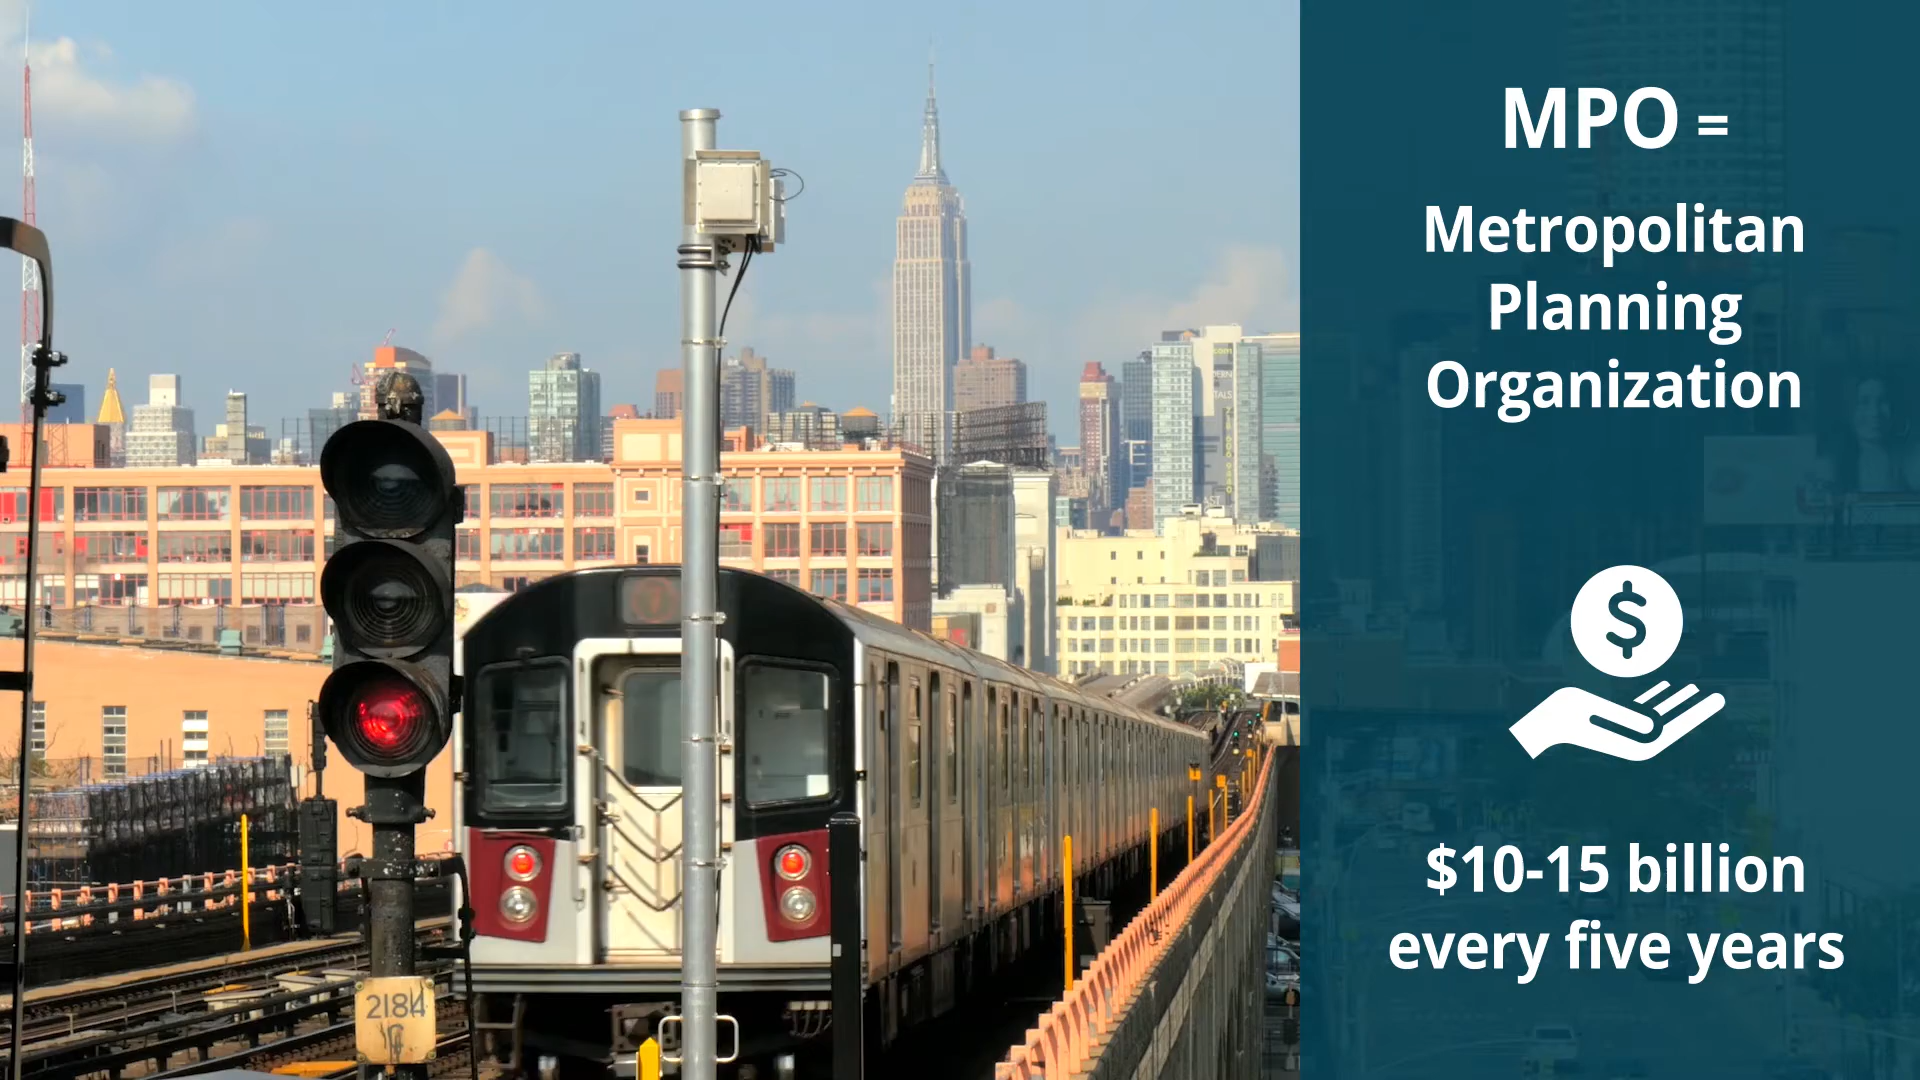 MPO =
Metropolitan
Planning
Organization
$
$10-15 billion
every five years
2184